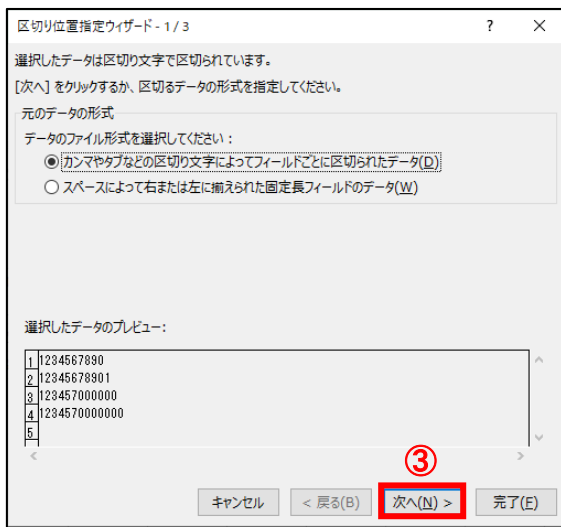 区切り位置指定ウィザード - 1 / 3 ? ×
選択したデータは区切り文字で区切られています。
[次へ] をクリックするか、区切るデータの形式を指定してください。
元のデータの形式
データのファイル形式を選択してください：
カンマやタブなどの区切り文字によってフィールドごとに区切られたデータ(D)
スペースによって右または左に揃えられた固定長フィールドのデータ(W)
選択したデータのプレビュー:
1 1234567890
2 12345678901
3 123457000000
4 1234570000000
5
③
キャンセル < 戻る(B) 次へ(N) > 完了(F)